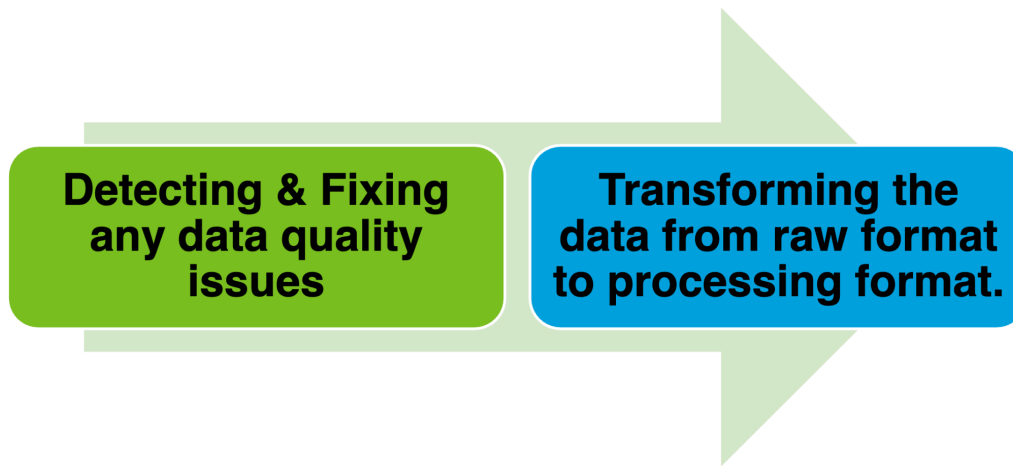 Detecting & Fixing
any data quality
issues
Transforming the
data from raw format
to processing format.